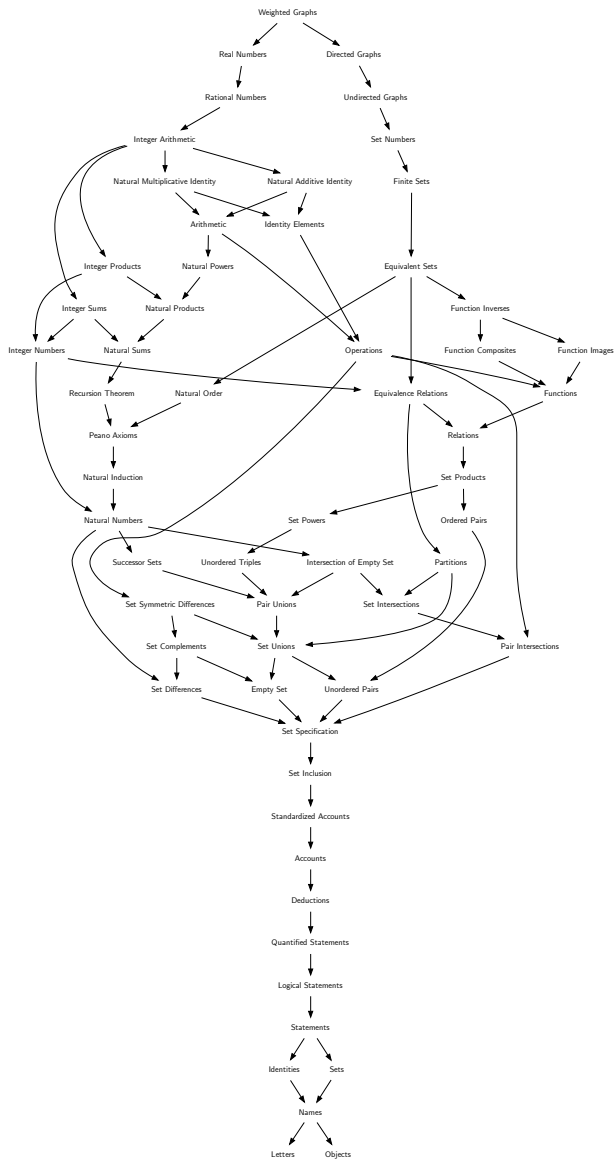 Weighted Graphs
Real Numbers Directed Graphs
Rational Numbers Undirected Graphs
Integer Arithmetic Set Numbers
Natural Multiplicative Identity Natural Additive Identity Finite Sets
Arithmetic Identity Elements
Integer Products Natural Powers Equivalent Sets
Integer Sums Natural Products Function Inverses
Integer Numbers Natural Sums Operations Function Composites Function Images
Recursion Theorem Natural Order Equivalence Relations Functions
Peano Axioms Relations
Natural Induction Set Products
Natural Numbers Set Powers Ordered Pairs
Successor Sets Unordered Triples Intersection of Empty Set Partitions
Set Symmetric Differences Pair Unions Set Intersections
Set Complements Set Unions Pair Intersections
Set Differences Empty Set Unordered Pairs
Set Specification
Set Inclusion
Standardized Accounts
Accounts
Deductions
Quantified Statements
Logical Statements
Statements
Identities Sets
Names
Letters Objects